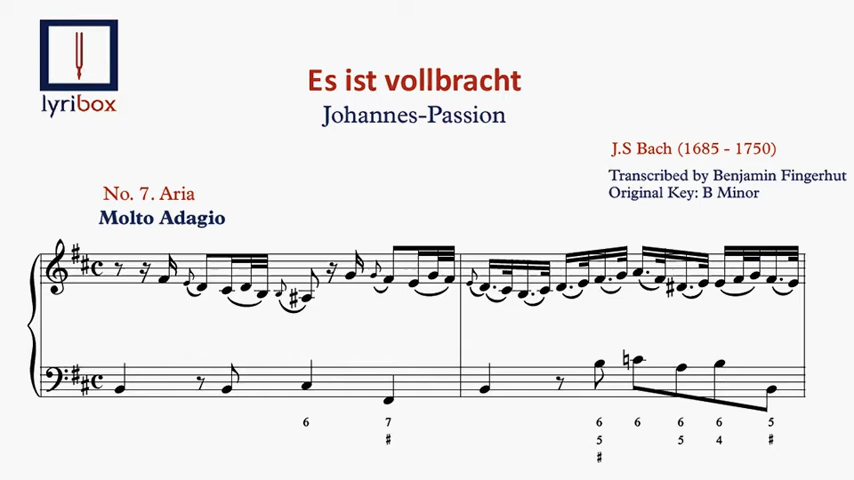 lyribox
Es ist vollbracht
Johannes-Passion
J.S Bach (1685 - 1750)
Transcribed by Benjamin Fingerhut
Original Key: B Minor
No. 7. Aria
Molto Adagio
6 7 6 6 6 6 5
# 5 5 4 #
#